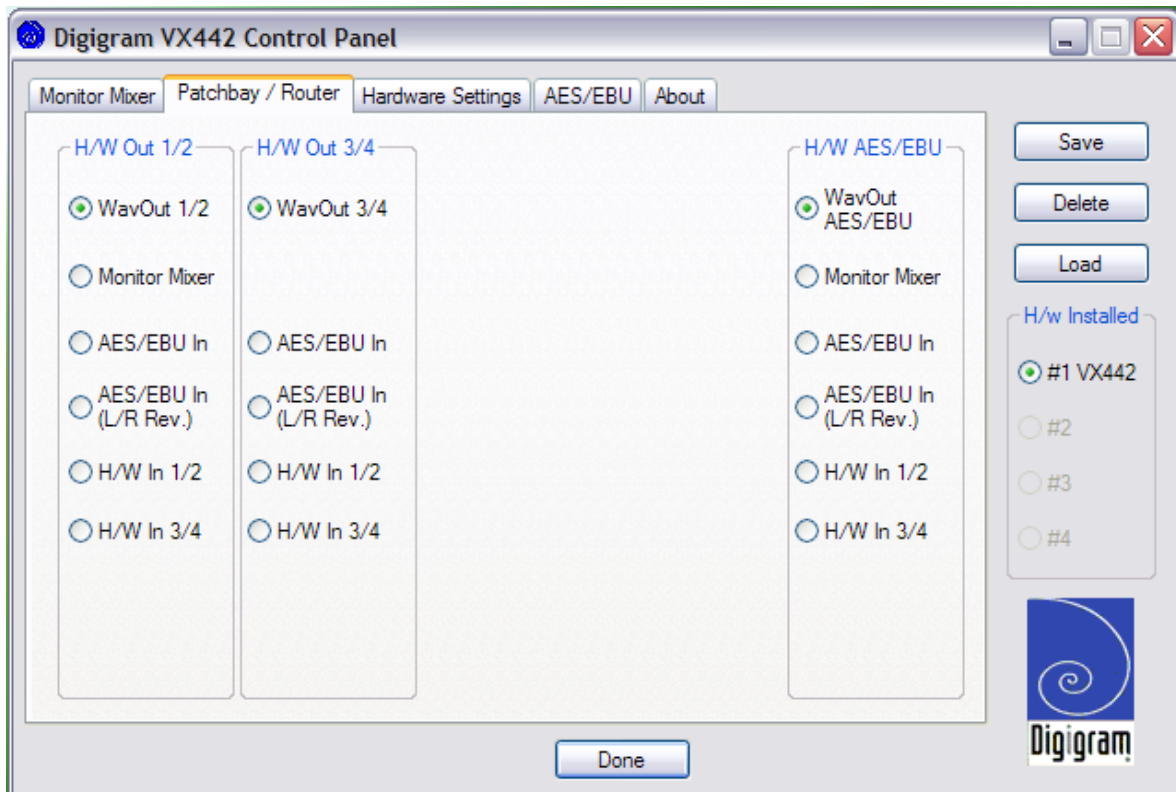 Digigram VX442 Control Panel
Monitor Mixer
Patchbay / Router
Hardware Settings
AES/EBU
About
H/W Out 1/2
WavOut 1/2
Monitor Mixer
AES/EBU In
AES/EBU In
(L/R Rev.)
H/W In 1/2
H/W In 3/4
H/W Out 3/4
WavOut 3/4
AES/EBU In
AES/EBU In
(L/R Rev.)
H/W In 1/2
H/W In 3/4
H/W AES/EBU
WavOut
AES/EBU
Monitor Mixer
AES/EBU In
AES/EBU In
(L/R Rev.)
H/W In 1/2
H/W In 3/4
Save
Delete
Load
H/w Installed
#1 VX442
#2
#3
#4
Digigram
Done